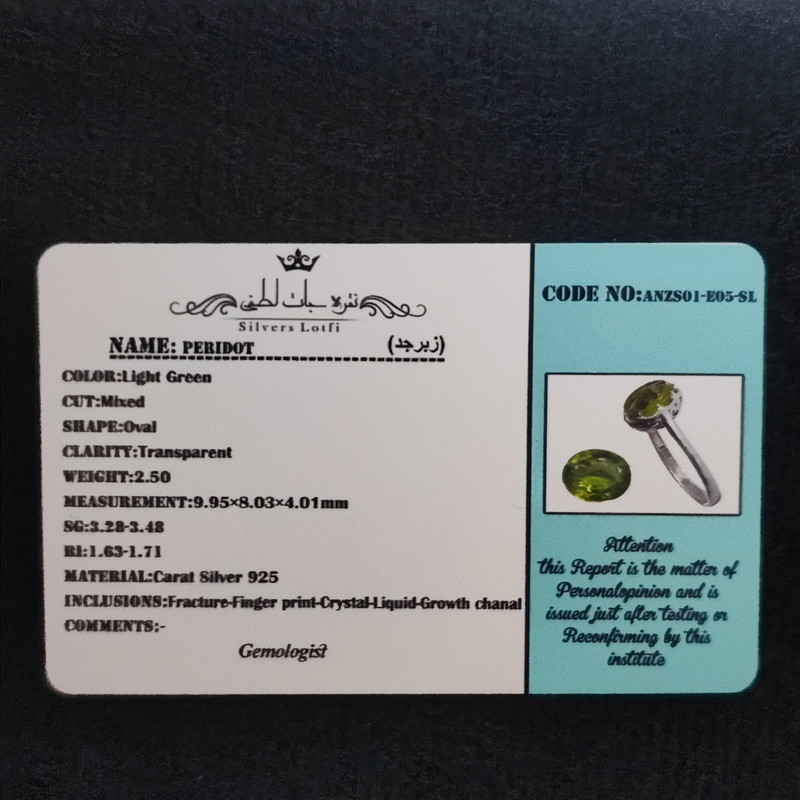 نقره جات لطفی
Silvers Lotfi
NAME: PERIDOT (زبرجد)
COLOR:Light Green
CUT:Mixed
SHAPE:Oval
CLARITY:Transparent
WEIGHT:2.50
MEASUREMENT:9.95×8.03×4.01mm
SG:3.28-3.48
RI:1.63-1.71
MATERIAL:Carat Silver 925
INCLUSIONS:Fracture-Finger print-Crystal-Liquid-Growth chanal
COMMENTS:-
Gemologist
CODE NO:ANZS01-E05-SL
Attention
this Report is the matter of
Personalopinion and is
issued just after testing or
Reconfirming by this
institute